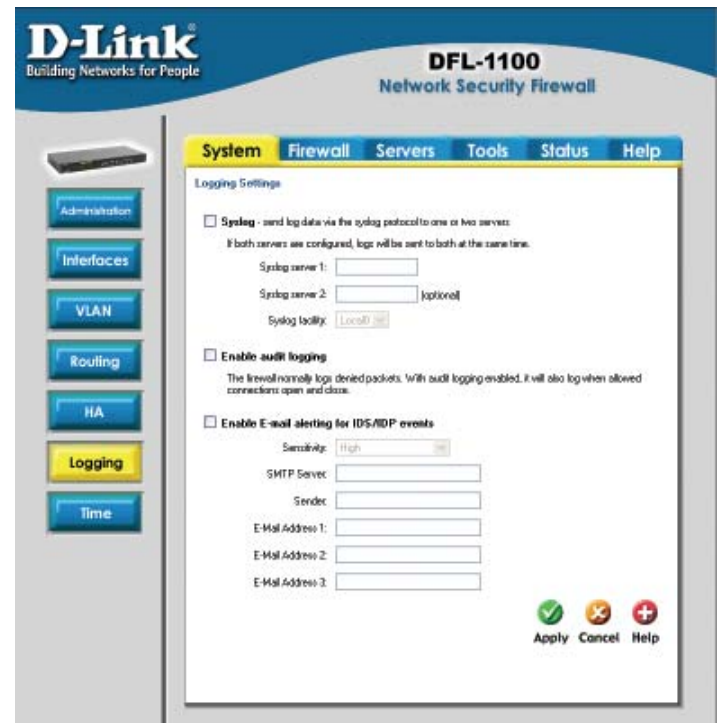 D-Link
Building Networks for People
DFL-1100
Network Security Firewall
System Firewall Servers Tools Status Help
Administration
Interfaces
VLAN
Routing
HA
Logging
Time
Logging Settings
Syslog - send log data via the syslog protocol to one or two servers
If both servers are configured, logs will be sent to both at the same time.
Syslog server 1:
Syslog server 2: (optional)
Syslog facility: Local0
Enable audit logging
The firewall normally logs denied packets. With audit logging enabled, it will also log when allowed
connections open and close.
Enable E-mail alerting for IDS/IDP events
Sensitivity: High
SMTP Server:
Sender:
E-Mail Address 1:
E-Mail Address 2:
E-Mail Address 3:
Apply Cancel Help